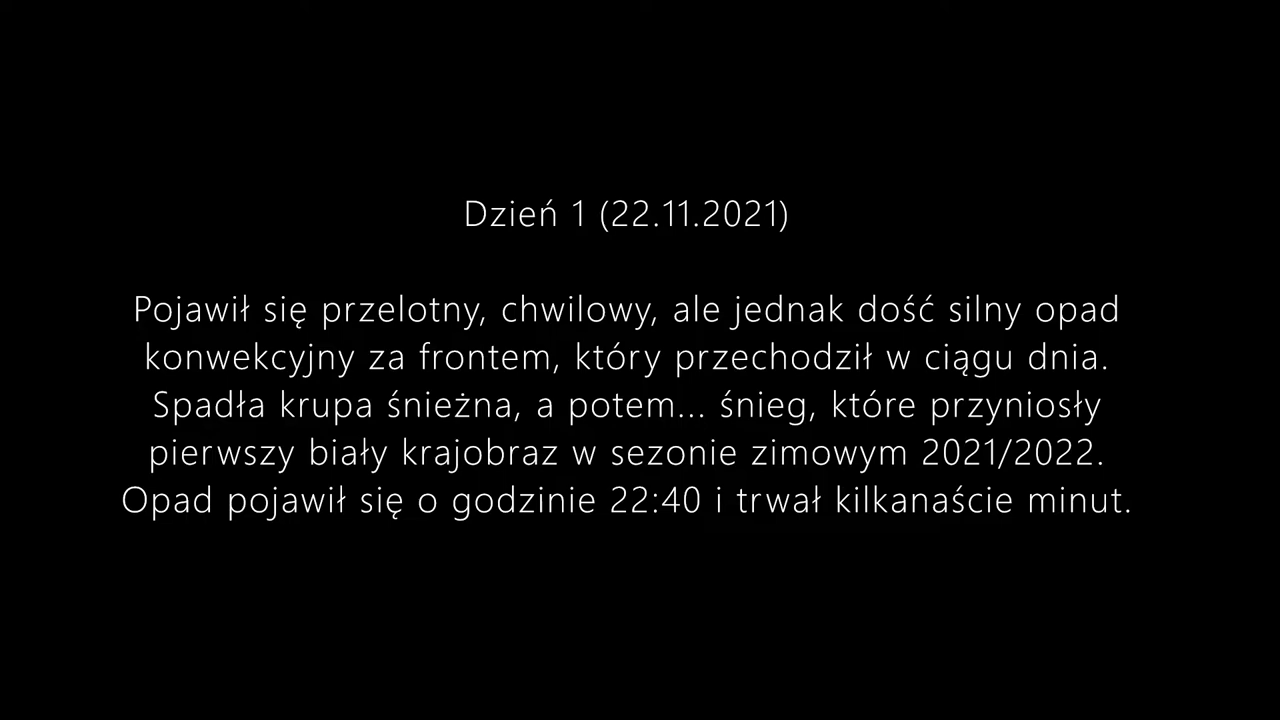 Dzień 1 (22.11.2021)
Pojawił się przelotny, chwilowy, ale jednak dość silny opad
konwekcyjny za frontem, który przechodził w ciągu dnia.
Spadła krupa śnieżna, a potem... śnieg, które przyniosły
pierwszy biały krajobraz w sezonie zimowym 2021/2022.
Opad pojawił się o godzinie 22:40 i trwał kilkanaście minut.